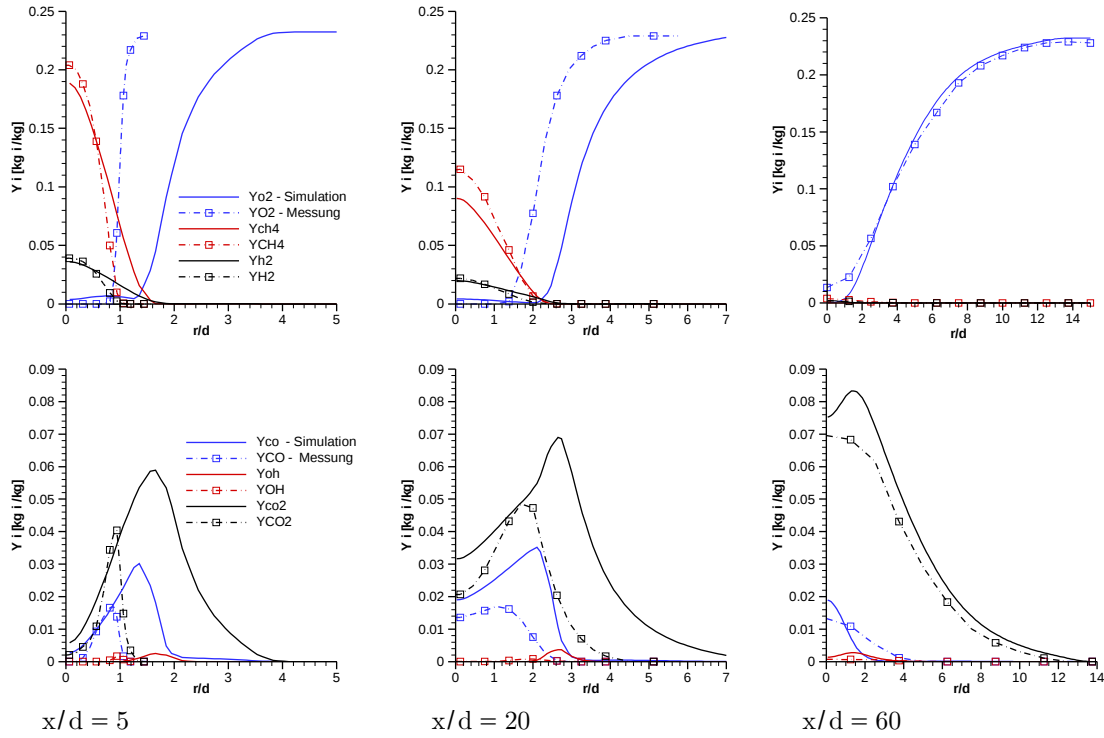 0.25
0.2
0.15
0.1
0.05
0
Y i [kg i /kg]
0 1 2 3 4 5
r/d
Yo2 - Simulation
YO2 - Messung
Ych4
YCH4
Yh2
YH2
0.25
0.2
0.15
0.1
0.05
0
Y i [kg i /kg]
0 1 2 3 4 5 6 7
r/d
0.25
0.2
0.15
0.1
0.05
0
Y i [kg i /kg]
0 2 4 6 8 10 12 14
r/d
0.09
0.08
0.07
0.06
0.05
0.04
0.03
0.02
0.01
0
Y i [kg i /kg]
0 1 2 3 4 5
r/d
Yco - Simulation
YCO - Messung
Yoh
YOH
Yco2
YCO2
0.09
0.08
0.07
0.06
0.05
0.04
0.03
0.02
0.01
0
Y i [kg i /kg]
0 1 2 3 4 5 6 7
r/d
0.09
0.08
0.07
0.06
0.05
0.04
0.03
0.02
0.01
0
Y i [kg i /kg]
0 2 4 6 8 10 12 14
r/d
x/d = 5
x/d = 20
x/d = 60